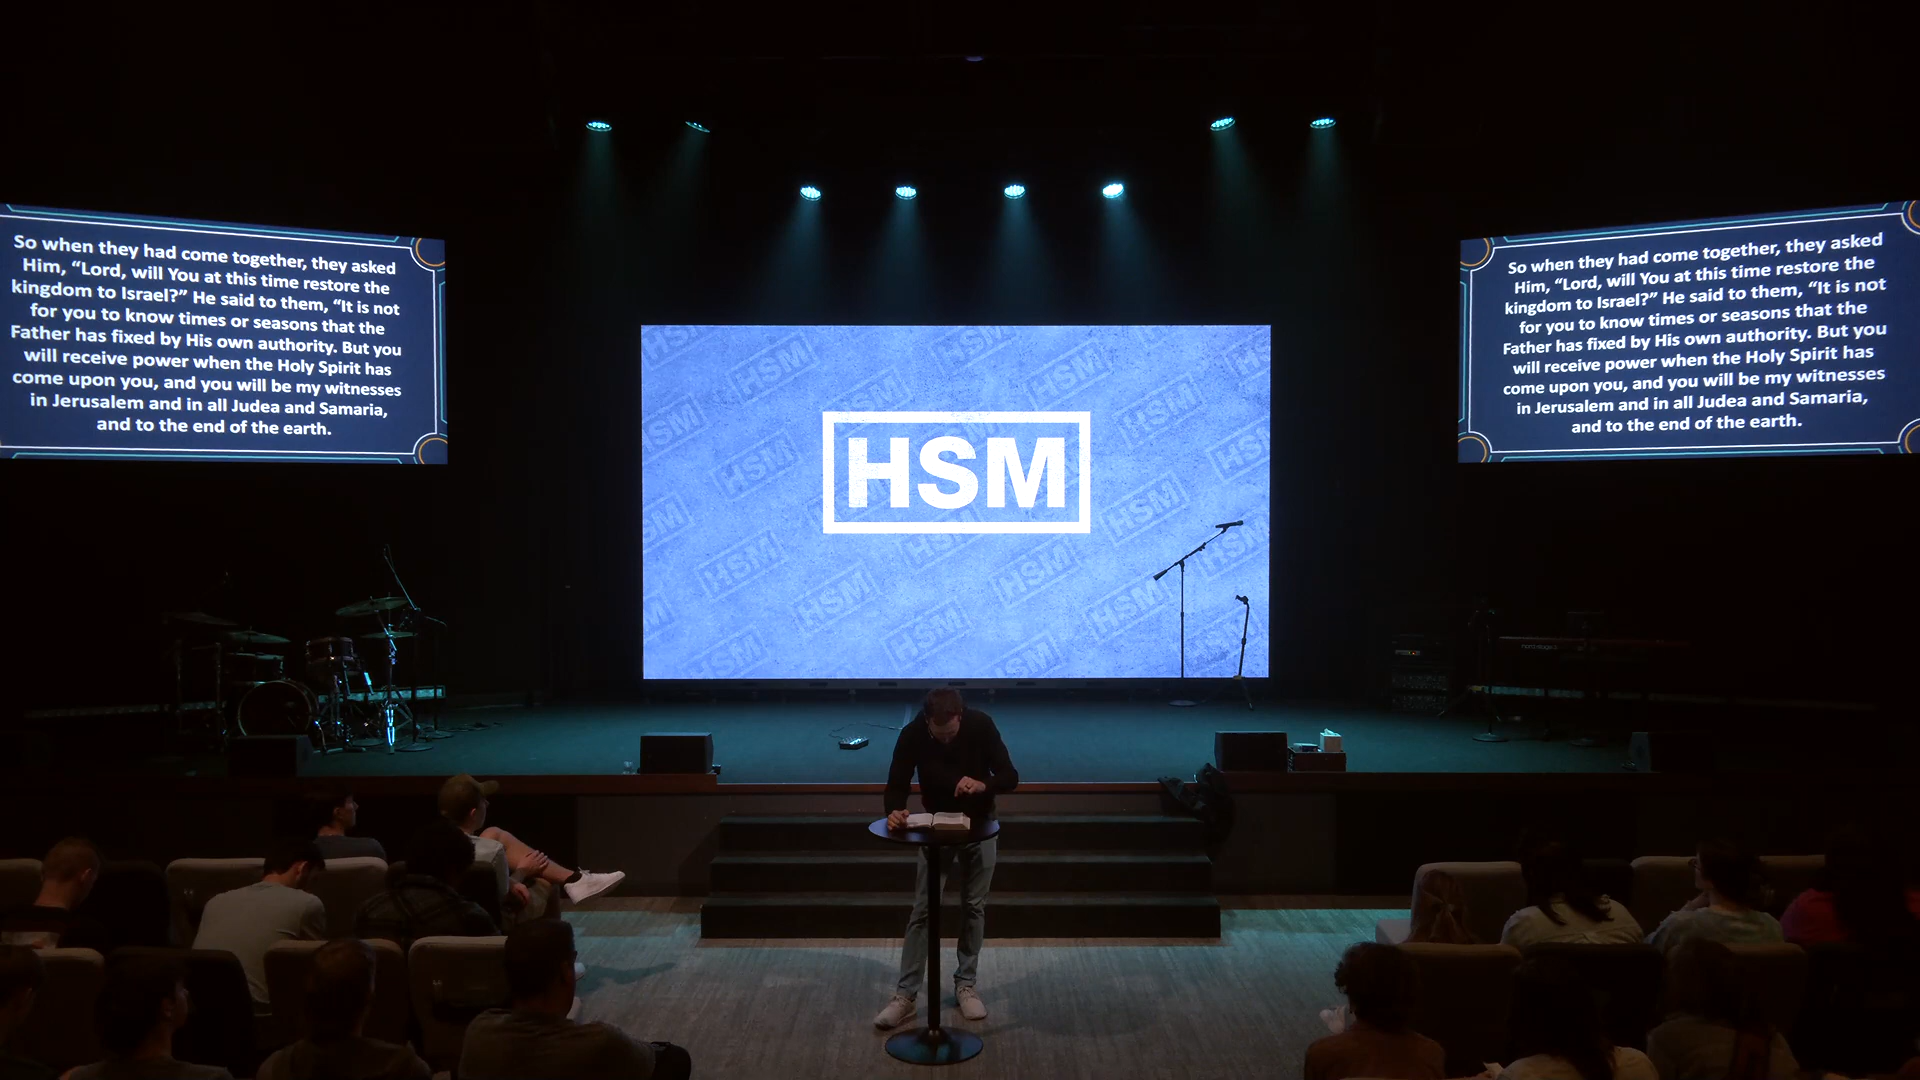 So when they had come together, they asked
Him, “Lord, will You at this time restore the
kingdom to Israel?” He said to them, “It is not
for you to know times or seasons that the
Father has fixed by His own authority. But you
will receive power when the Holy Spirit has
come upon you, and you will be my witnesses
in Jerusalem and in all Judea and Samaria,
and to the end of the earth.
HSM
So when they had come together, they asked
Him, “Lord, will You at this time restore the
kingdom to Israel?” He said to them, “It is not
for you to know times or seasons that the
Father has fixed by His own authority. But you
will receive power when the Holy Spirit has
come upon you, and you will be my witnesses
in Jerusalem and in all Judea and Samaria,
and to the end of the earth.